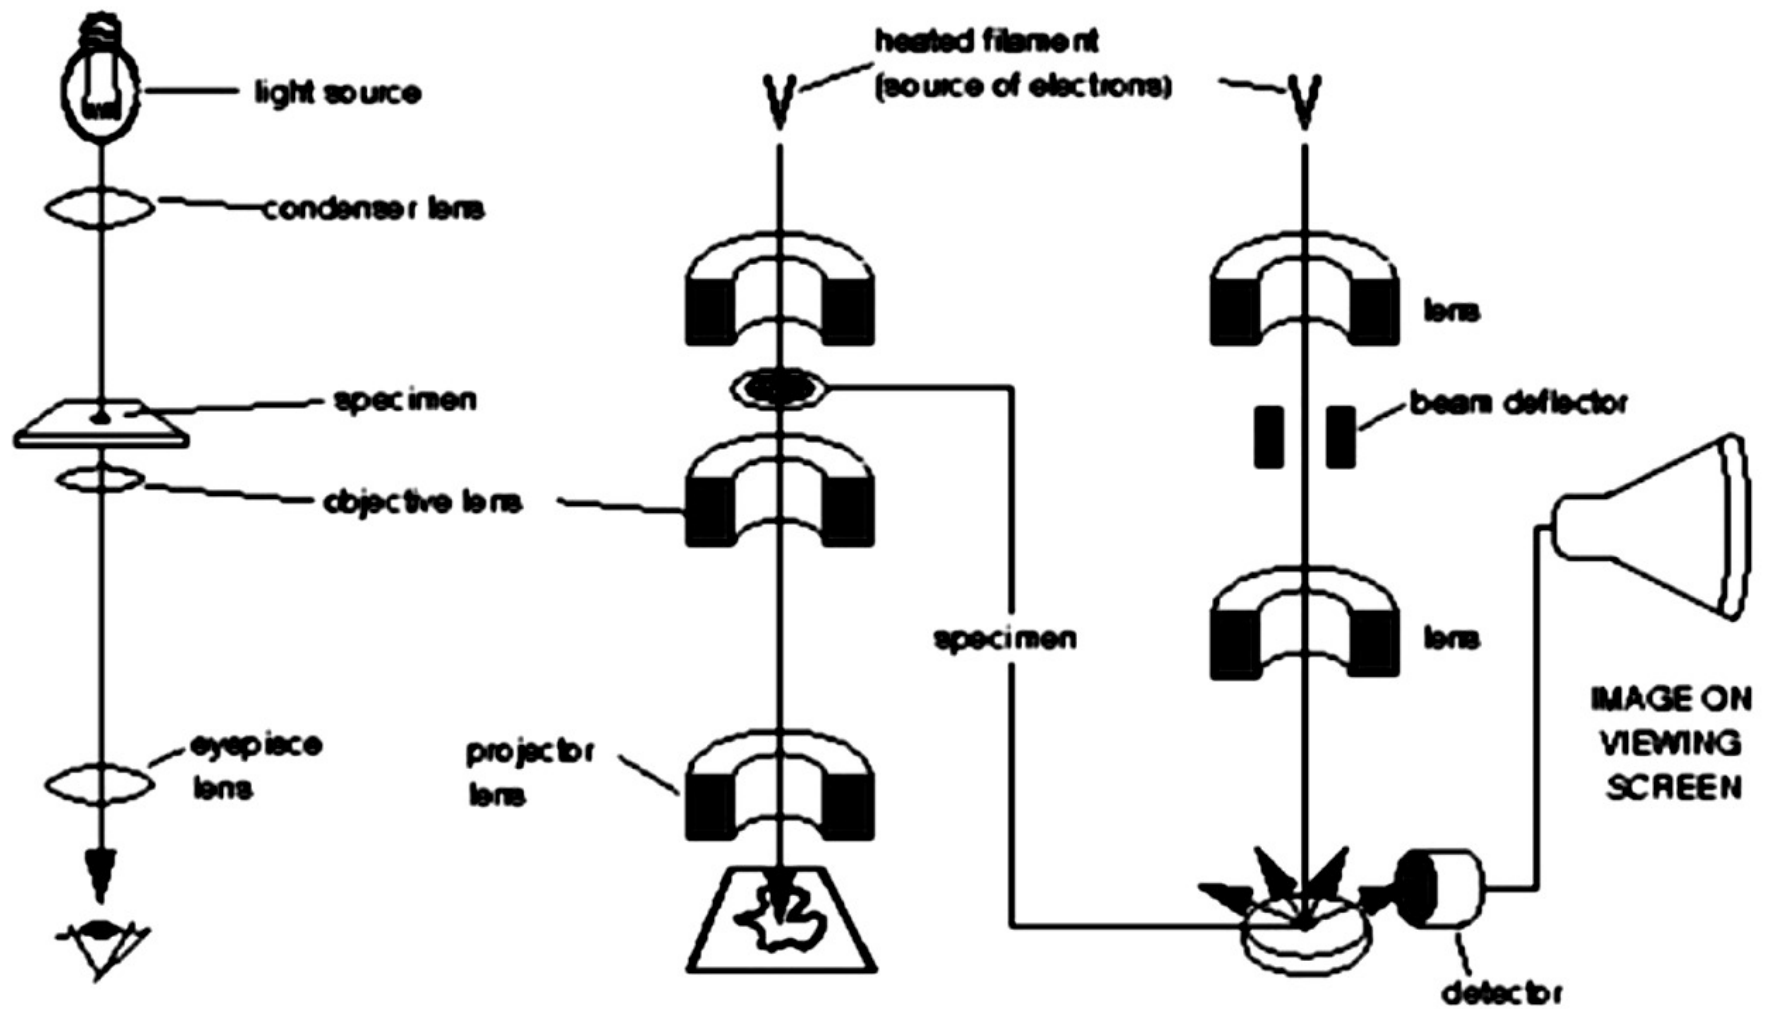 heated filament
(source of electrons)
light source
condenser lens
lens
specimen
beam deflector
objective lens
specimen
lens
IMAGE ON
VIEWING
SCREEN
eyepiece
lens
projector
lens
detector